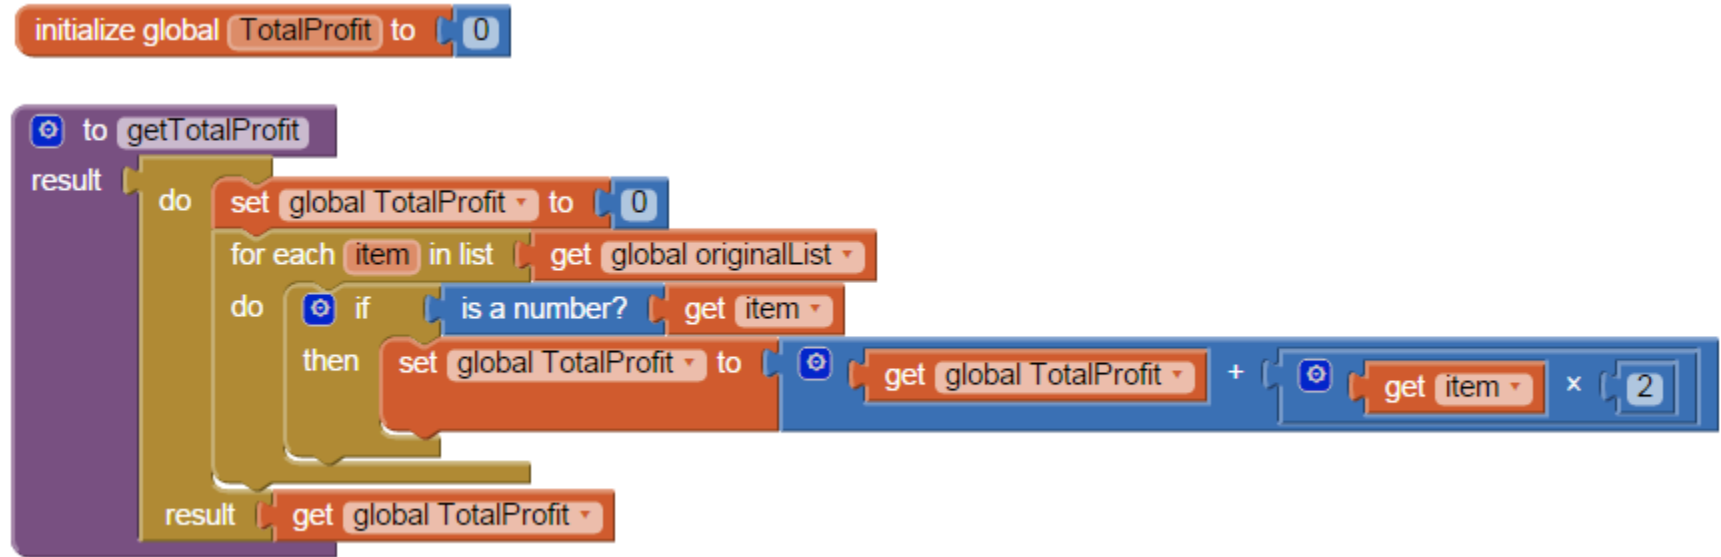 initialize global TotalProfit to 0
to getTotalProfit
result
do set global TotalProfit to 0
for each item in list get global originalList
do if is a number? get item
then set global TotalProfit to get global TotalProfit + get item × 2
result get global TotalProfit